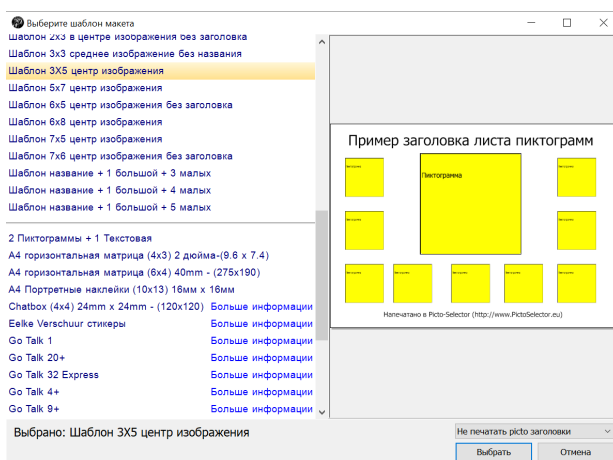 Выберите шаблон макета
Шаблон 2х3 в центре изображения без заголовка
Шаблон 3х3 среднее изображение без названия
Шаблон 3Х5 центр изображения
Шаблон 5х7 центр изображения
Шаблон 6х5 центр изображения без заголовка
Шаблон 6х8 центр изображения
Шаблон 7х5 центр изображения
Шаблон 7х6 центр изображения без заголовка
Шаблон название + 1 большой + 3 малых
Шаблон название + 1 большой + 4 малых
Шаблон название + 1 большой + 5 малых
2 Пиктограммы + 1 Текстовая
А4 горизонтальная матрица (4х3) 2 дюйма-(9.6 x 7.4)
А4 горизонтальная матрица (6х4) 40mm - (275x190)
А4 Портретные наклейки (10х13) 16мм х 16мм
Chatbox (4x4) 24mm x 24mm - (120x120) Больше информации
Eelke Verschuur стикеры Больше информации
Go Talk 1 Больше информации
Go Talk 20+ Больше информации
Go Talk 32 Express Больше информации
Go Talk 4+ Больше информации
Go Talk 9+ Больше информации
Пример заголовка листа пиктограмм
Пиктограмма
Напечатано в Picto-Selector (http://www.PictoSelector.eu)
Выбрано: Шаблон 3Х5 центр изображения
Не печатать picto заголовки
Выбрать Отмена